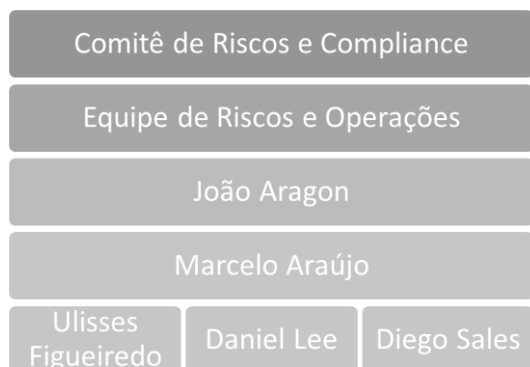 Comitê de Riscos e Compliance
Equipe de Riscos e Operações
João Aragon
Marcelo Araújo
Ulisses
Figueiredo
Daniel Lee
Diego Sales